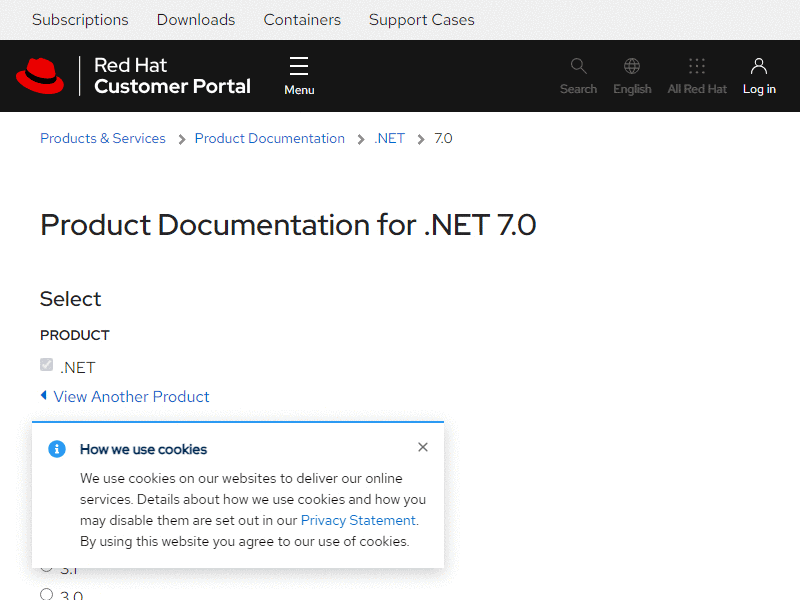 Subscriptions Downloads Containers Support Cases
Red Hat
Customer Portal
Menu
Search English All Red Hat Log in
Products & Services Product Documentation .NET 7.0
Product Documentation for .NET 7.0
Select
PRODUCT
.NET
View Another Product
How we use cookies
We use cookies on our websites to deliver our online
services. Details about how we use cookies and how you
may disable them are set out in our Privacy Statement.
By using this website you agree to our use of cookies.
3.1
3.0